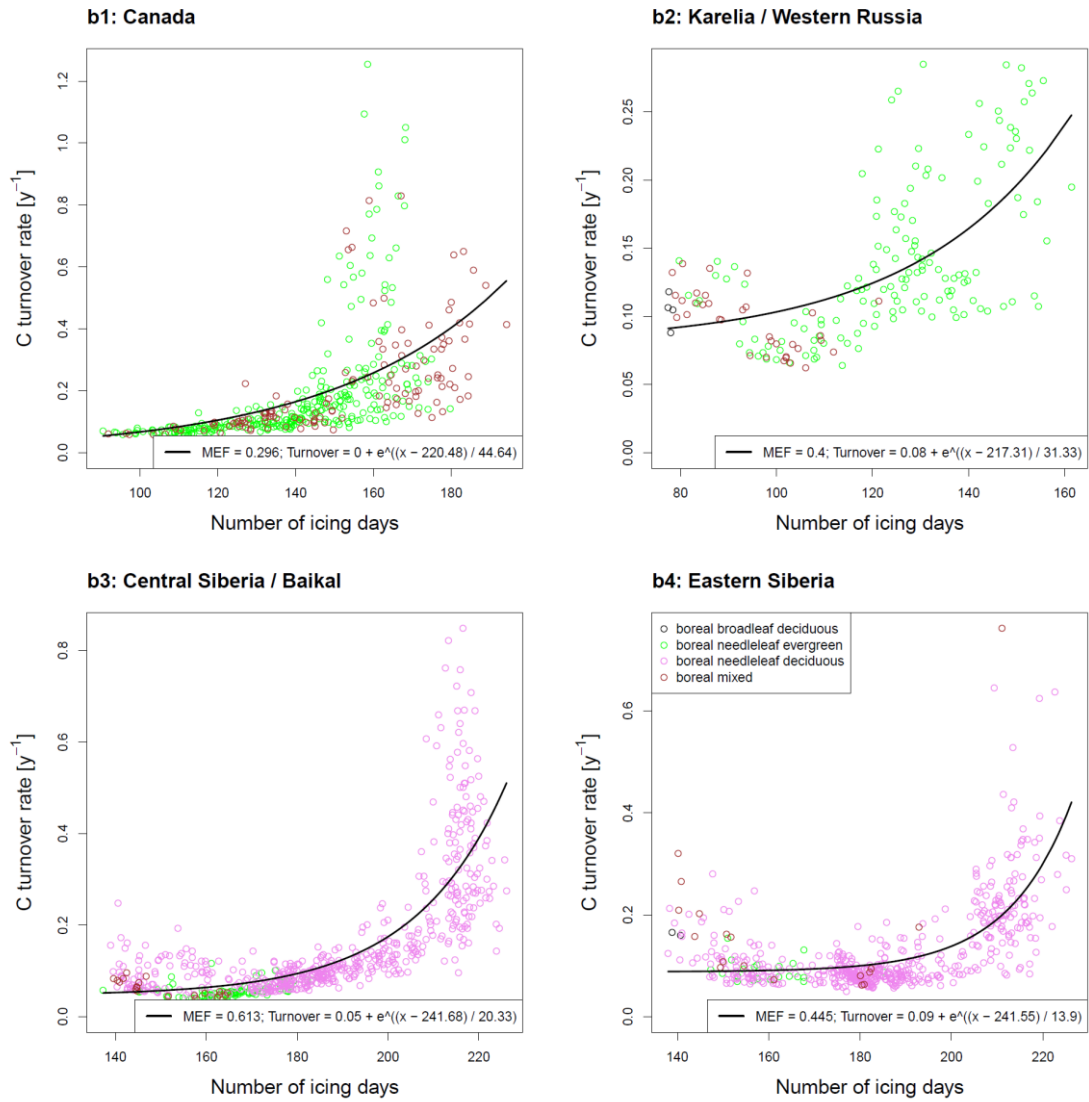 b1: Canada
C turnover rate [y⁻¹]
0.0 0.2 0.4 0.6 0.8 1.0 1.2
MEF = 0.296; Turnover = 0 + e^((x − 220.48) / 44.64)
100 120 140 160 180
Number of icing days
b2: Karelia / Western Russia
C turnover rate [y⁻¹]
0.00 0.05 0.10 0.15 0.20 0.25
MEF = 0.4; Turnover = 0.08 + e^((x − 217.31) / 31.33)
80 100 120 140 160
Number of icing days
b3: Central Siberia / Baikal
C turnover rate [y⁻¹]
0.0 0.2 0.4 0.6 0.8
MEF = 0.613; Turnover = 0.05 + e^((x − 241.68) / 20.33)
140 160 180 200 220
Number of icing days
b4: Eastern Siberia
C turnover rate [y⁻¹]
0.0 0.2 0.4 0.6
boreal broadleaf deciduous
boreal needleleaf evergreen
boreal needleleaf deciduous
boreal mixed
MEF = 0.445; Turnover = 0.09 + e^((x − 241.55) / 13.9)
140 160 180 200 220
Number of icing days